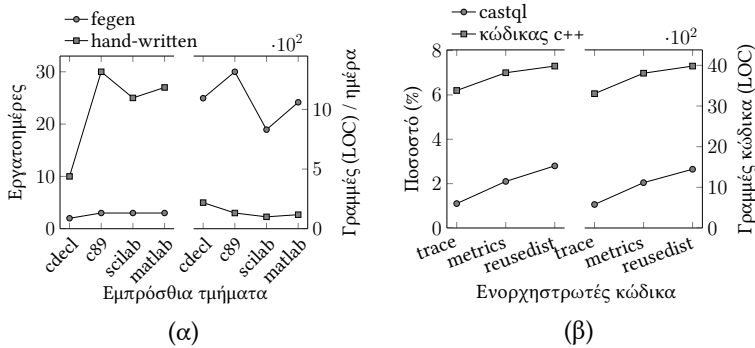 fegen
hand-written
·10²
30
20
10
0
10
5
0
Εργατοημέρες
Γραμμές (LOC) / ημέρα
cdecl
c89
scilab
matlab
cdecl
c89
scilab
matlab
Εμπρόσθια τμήματα
(α)
castql
κώδικας c++
·10²
8
6
4
2
0
40
30
20
10
0
Ποσοστό (%)
Γραμμές κώδικα (LOC)
trace
metrics
reusedist
trace
metrics
reusedist
Ενορχηστρωτές κώδικα
(β)